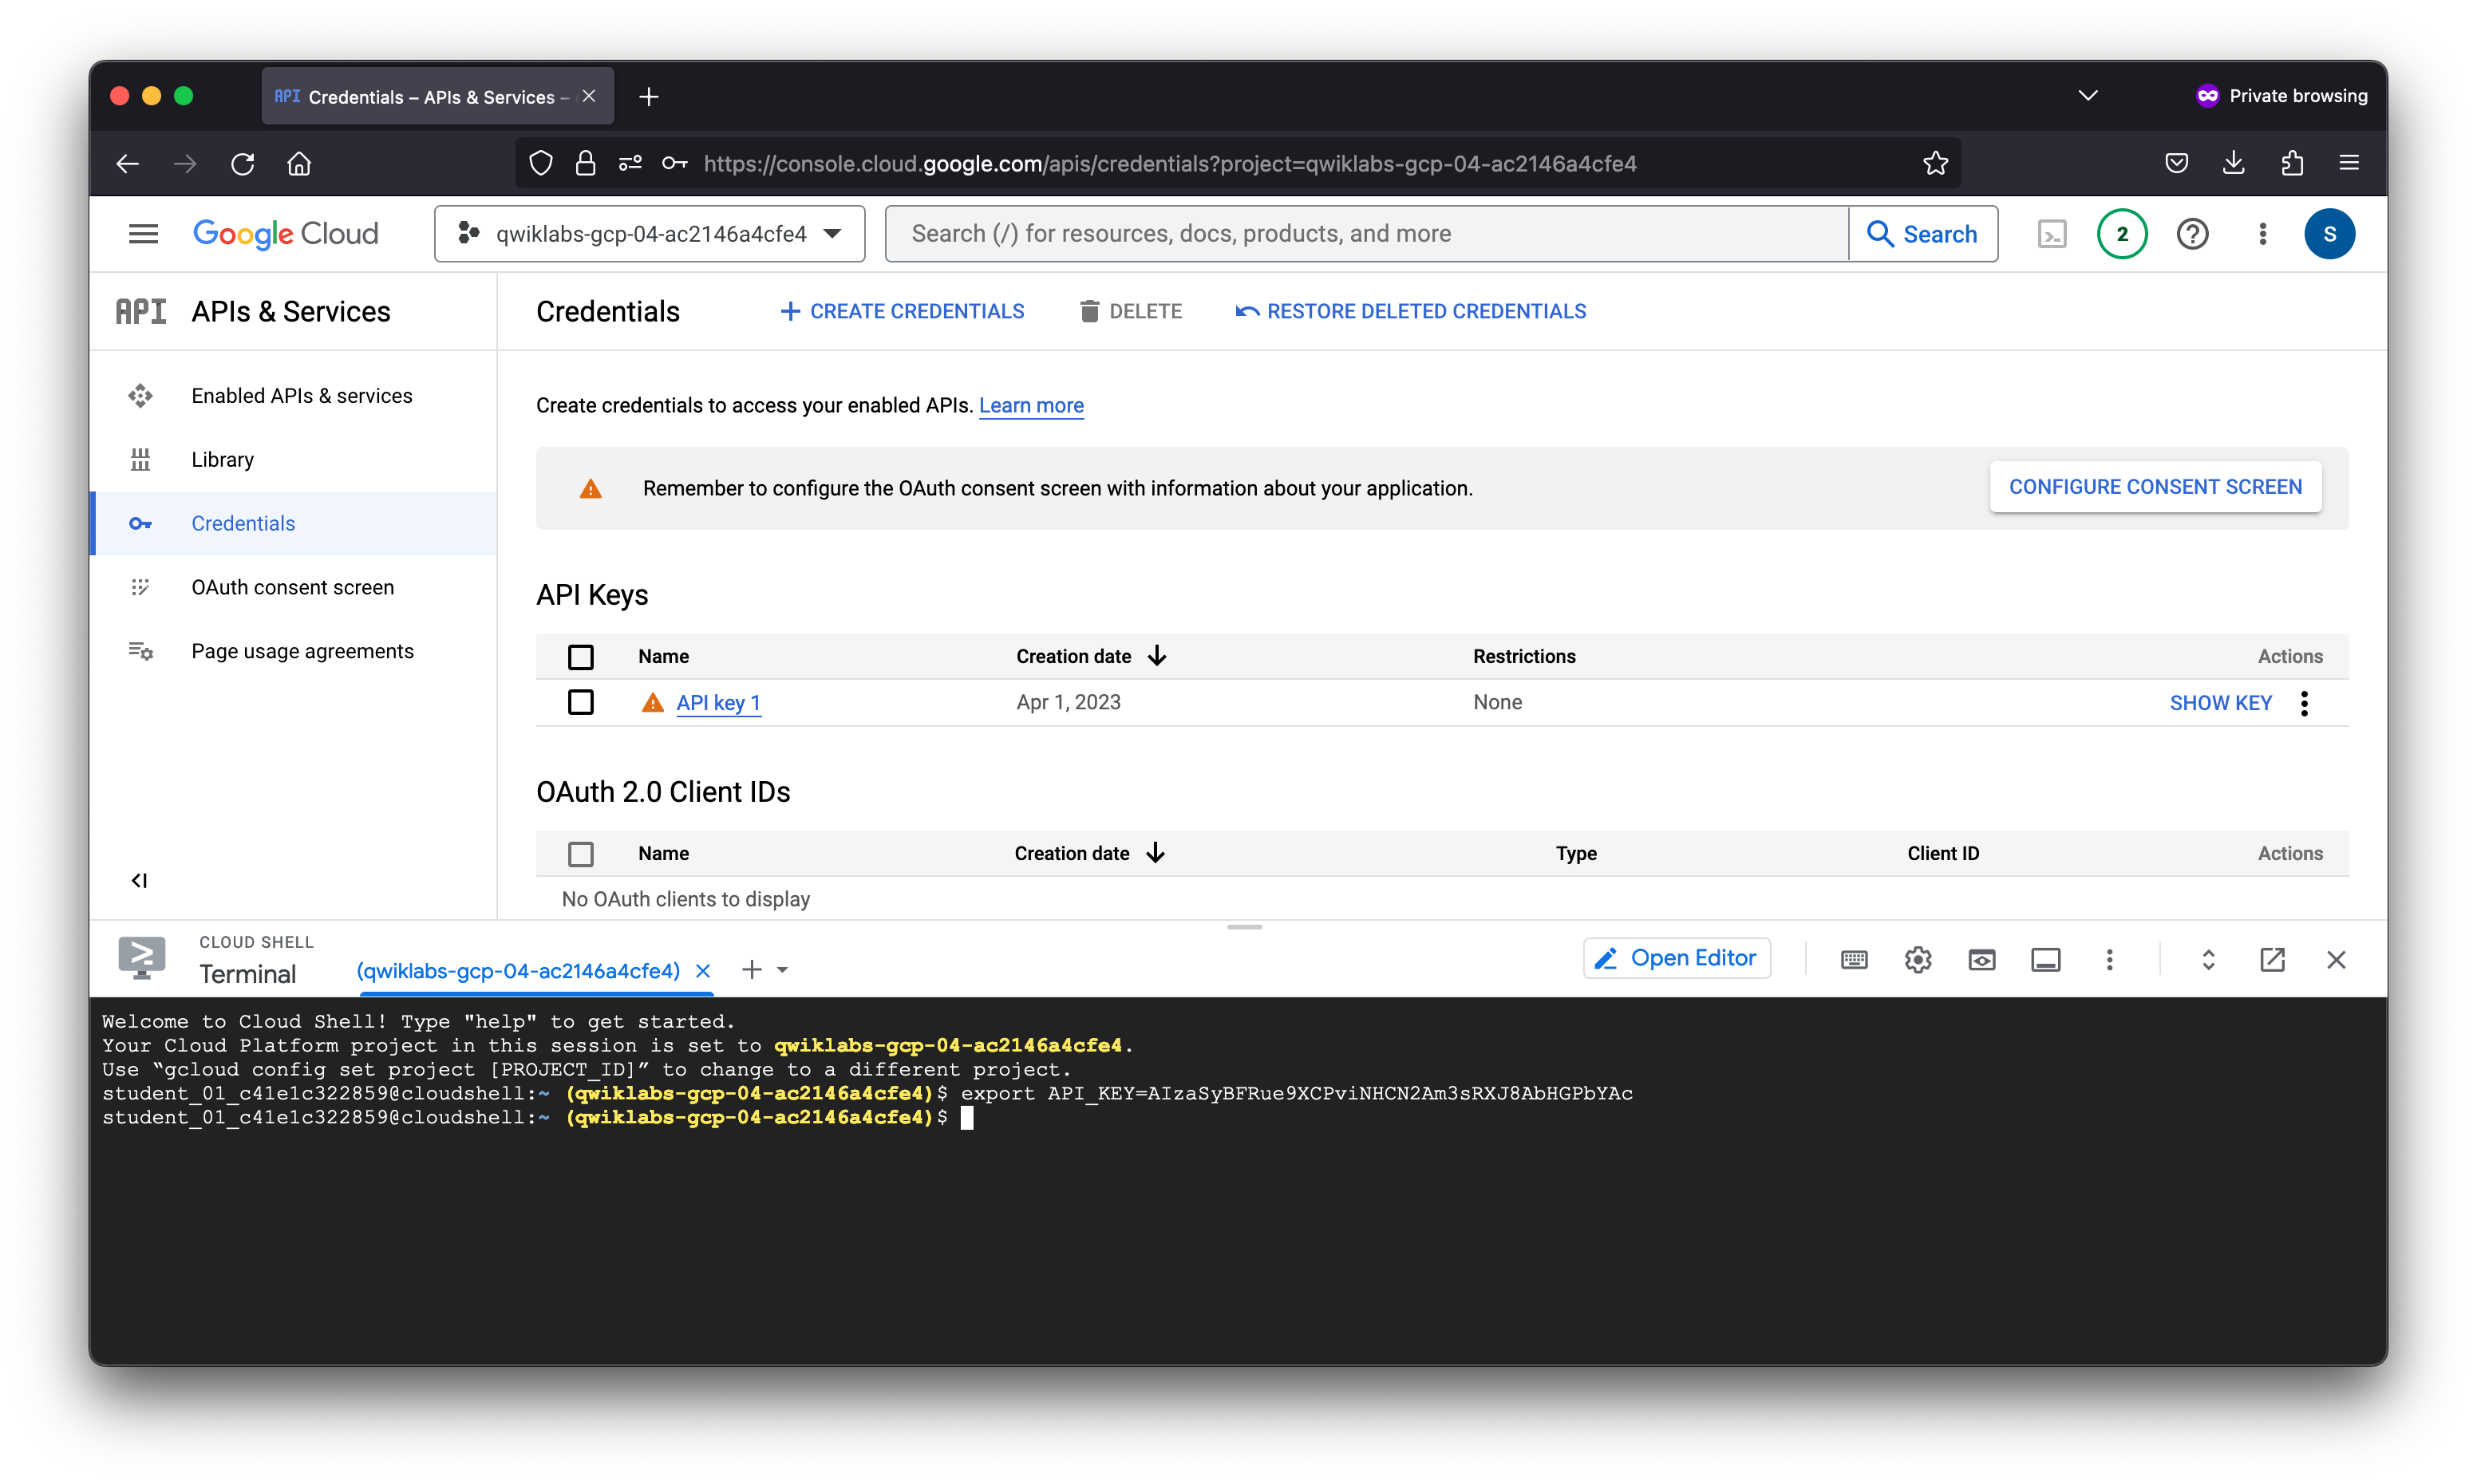 API Credentials – APIs & Services –
Private browsing
https://console.cloud.google.com/apis/credentials?project=qwiklabs-gcp-04-ac2146a4cfe4
Google Cloud
qwiklabs-gcp-04-ac2146a4cfe4
Search (/) for resources, docs, products, and more
Search
2
S
API APIs & Services
Credentials
CREATE CREDENTIALS
DELETE
RESTORE DELETED CREDENTIALS
Enabled APIs & services
Library
Credentials
OAuth consent screen
Page usage agreements
Create credentials to access your enabled APIs. Learn more
Remember to configure the OAuth consent screen with information about your application.
CONFIGURE CONSENT SCREEN
API Keys
Name Creation date Restrictions Actions
API key 1 Apr 1, 2023 None SHOW KEY
OAuth 2.0 Client IDs
Name Creation date Type Client ID Actions
No OAuth clients to display
CLOUD SHELL
Terminal
(qwiklabs-gcp-04-ac2146a4cfe4)
Open Editor
Welcome to Cloud Shell! Type "help" to get started.
Your Cloud Platform project in this session is set to qwiklabs-gcp-04-ac2146a4cfe4.
Use “gcloud config set project [PROJECT_ID]” to change to a different project.
student_01_c41e1c322859@cloudshell:~ (qwiklabs-gcp-04-ac2146a4cfe4)$ export API_KEY=AIzaSyBFRue9XCPviNHCN2Am3sRXJ8AbHGPbYAc
student_01_c41e1c322859@cloudshell:~ (qwiklabs-gcp-04-ac2146a4cfe4)$